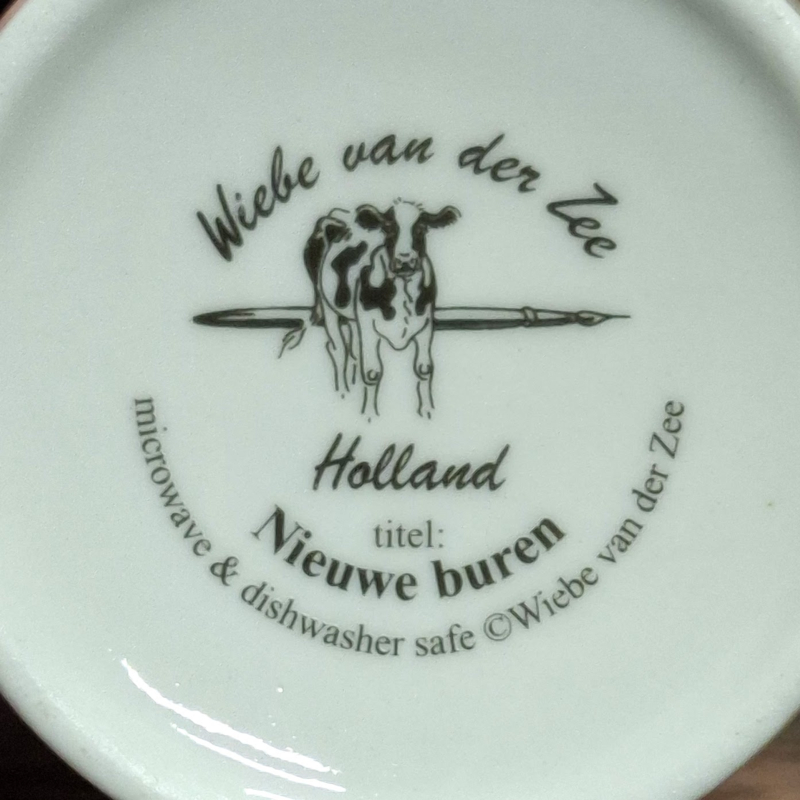 Wiebe van der Zee
Holland
titel:
Nieuwe buren
microwave & dishwasher safe ©Wiebe van der Zee